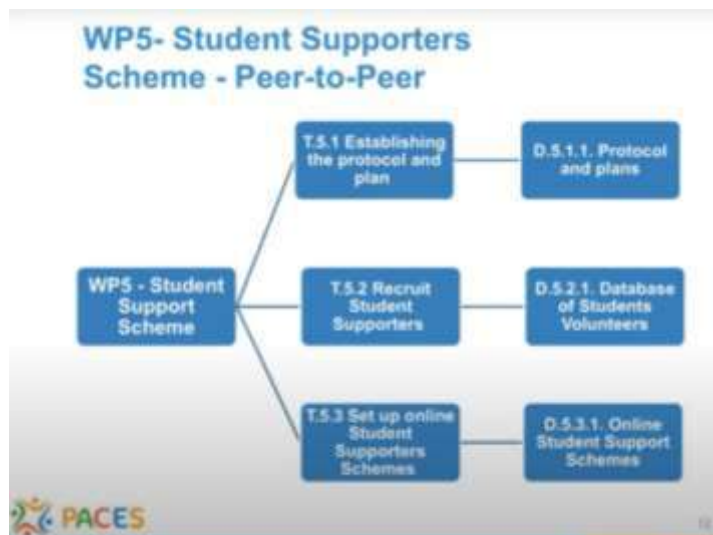 WP5- Student Supporters
Scheme - Peer-to-Peer
T.5.1 Establishing
the protocol and
plan
D.5.1.1. Protocol
and plans
WP5 - Student
Support
Scheme
T.5.2 Recruit
Student
Supporters
D.5.2.1. Database
of Students
Volunteers
T.5.3 Set up online
Student
Supporters
Schemes
D.5.3.1. Online
Student Support
Schemes
PACES